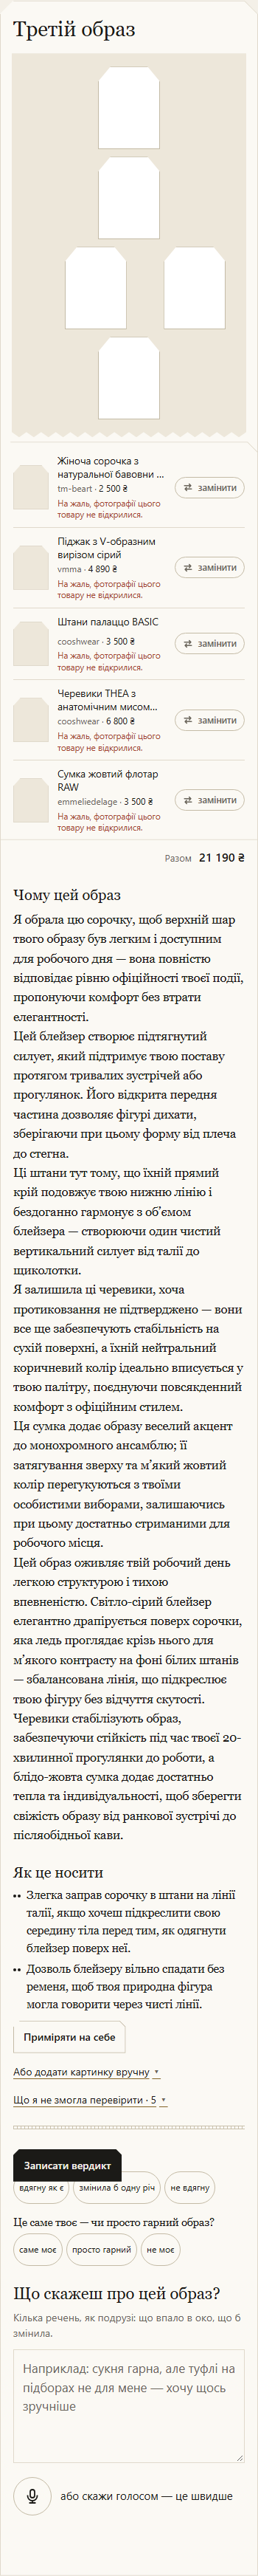 Третій образ
Жіноча сорочка з
натуральної бавовни ...
tm-beart · 2 500 ₴
На жаль, фотографії цього
товару не відкрилися.
замінити
Піджак з V-образним
вирізом сірий
vmma · 4 890 ₴
На жаль, фотографії цього
товару не відкрилися.
замінити
Штани палаццо BASIC
cooshwear · 3 500 ₴
На жаль, фотографії цього
товару не відкрилися.
замінити
Черевики THEA з
анатомічним мисом...
cooshwear · 6 800 ₴
На жаль, фотографії цього
товару не відкрилися.
замінити
Сумка жовтий флотар
RAW
emmeliedelage · 3 500 ₴
На жаль, фотографії цього
товару не відкрилися.
замінити
Разом 21 190 ₴
Чому цей образ
Я обрала цю сорочку, щоб верхній шар
твого образу був легким і доступним
для робочого дня — вона повністю
відповідає рівню офіційності твоєї події,
пропонуючи комфорт без втрати
елегантності.
Цей блейзер створює підтягнутий
силует, який підтримує твою поставу
протягом тривалих зустрічей або
прогулянок. Його відкрита передня
частина дозволяє фігурі дихати,
зберігаючи при цьому форму від плеча
до стегна.
Ці штани тут тому, що їхній прямий
крій подовжує твою нижню лінію і
бездоганно гармонує з об’ємом
блейзера — створюючи один чистий
вертикальний силует від талії до
щиколотки.
Я залишила ці черевики, хоча
протиковзання не підтверджено — вони
все ще забезпечують стабільність на
сухій поверхні, а їхній нейтральний
коричневий колір ідеально вписується у
твою палітру, поєднуючи повсякденний
комфорт з офіційним стилем.
Ця сумка додає образу веселий акцент
до монохромного ансамблю; її
затягування зверху та м’який жовтий
колір перегукуються з твоїми
особистими виборами, залишаючись
при цьому достатньо стриманими для
робочого місця.
Цей образ оживляє твій робочий день
легкою структурою і тихою
впевненістю. Світло-сірий блейзер
елегантно драпірується поверх сорочки,
яка ледь проглядає крізь нього для
м’якого контрасту на фоні білих штанів
— збалансована лінія, що підкреслює
твою фігуру без відчуття скутості.
Черевики стабілізують образ,
забезпечуючи стійкість під час твоєї 20-
хвилинної прогулянки до роботи, а
блідо-жовта сумка додає достатньо
тепла та індивідуальності, щоб зберегти
свіжість образу від ранкової зустрічі до
післяобідньої кави.
Як це носити
Злегка заправ сорочку в штани на лінії
талії, якщо хочеш підкреслити свою
середину тіла перед тим, як одягнути
блейзер поверх неї.
Дозволь блейзеру вільно спадати без
ременя, щоб твоя природна фігура
могла говорити через чисті лінії.
Приміряти на себе
Або додати картинку вручну
Що я не змогла перевірити · 5
Записати вердикт
вдягну як є
змінила б одну річ
не вдягну
Це саме твоє — чи просто гарний образ?
саме моє
просто гарний
не моє
Що скажеш про цей образ?
Кілька речень, як подрузі: що впало в око, що б
змінила.
Наприклад: сукня гарна, але туфлі на
підборах не для мене — хочу щось
зручніше
або скажи голосом — це швидше